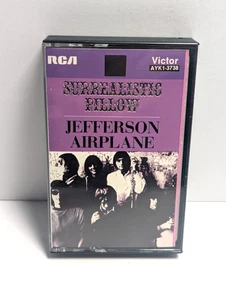 RCA
Victor
AYK1-3738
SURREALISTIC
PILLOW
JEFFERSON
AIRPLANE